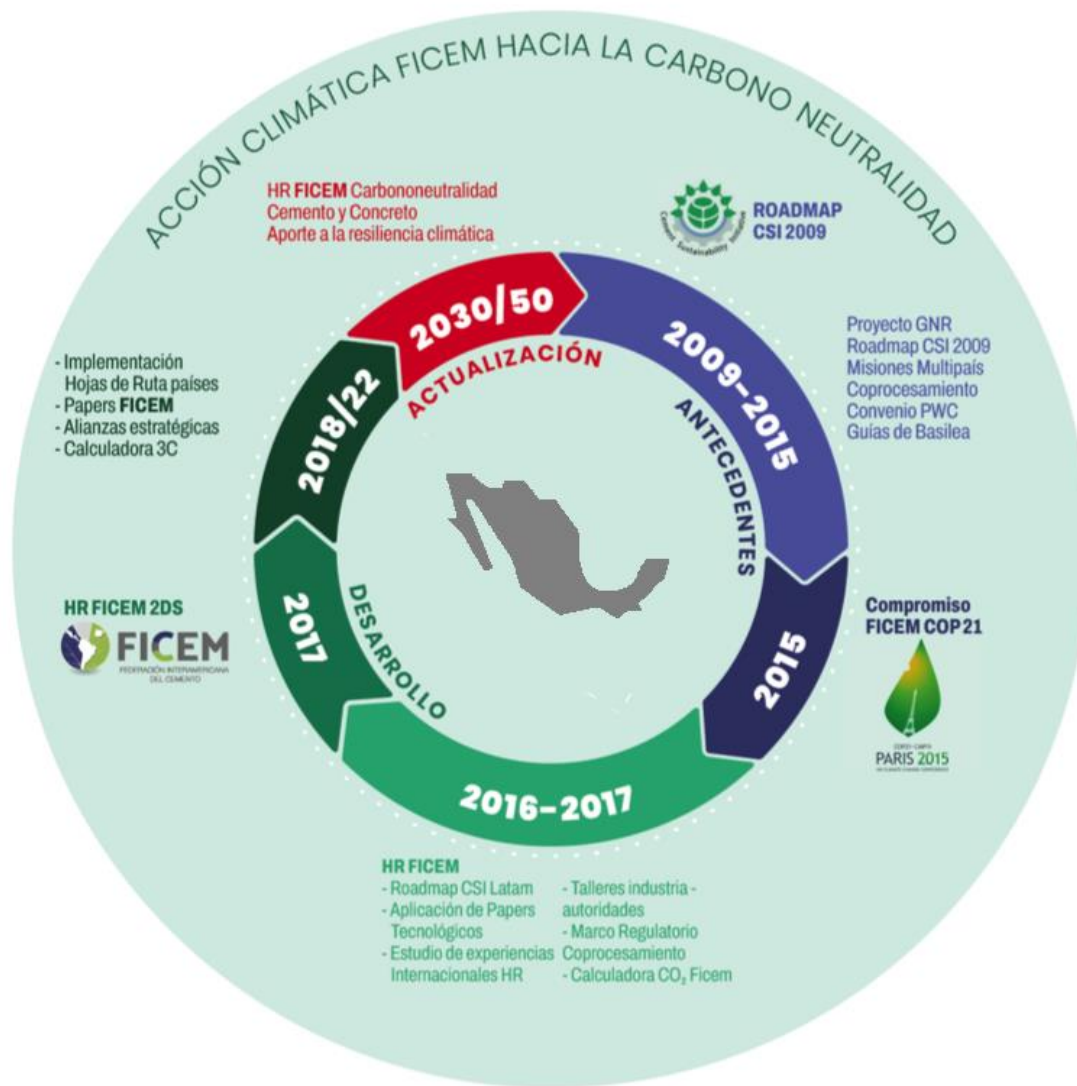 ACCIÓN CLIMÁTICA FICEM HACIA LA CARBONO NEUTRALIDAD
HR FICEM Carbononeutralidad
Cemento y Concreto
Aporte a la resiliencia climática
Cement Sustainability Initiative
ROADMAP
CSI 2009
2030/50
ACTUALIZACIÓN
2009-2015
ANTECEDENTES
Proyecto GNR
Roadmap CSI 2009
Misiones Multipaís
Coprocesamiento
Convenio PWC
Guías de Basilea
- Implementación
Hojas de Ruta países
- Papers FICEM
- Alianzas estratégicas
- Calculadora 3C
2018/22
HR FICEM 2DS
FICEM
FEDERACIÓN INTERAMERICANA
DEL CEMENTO
2017
DESARROLLO
2015
Compromiso
FICEM COP 21
PARIS 2015
2016-2017
HR FICEM
- Roadmap CSI Latam
- Aplicación de Papers
Tecnológicos
- Estudio de experiencias
Internacionales HR
- Talleres industria -
autoridades
- Marco Regulatorio
Coprocesamiento
- Calculadora CO₂ Ficem